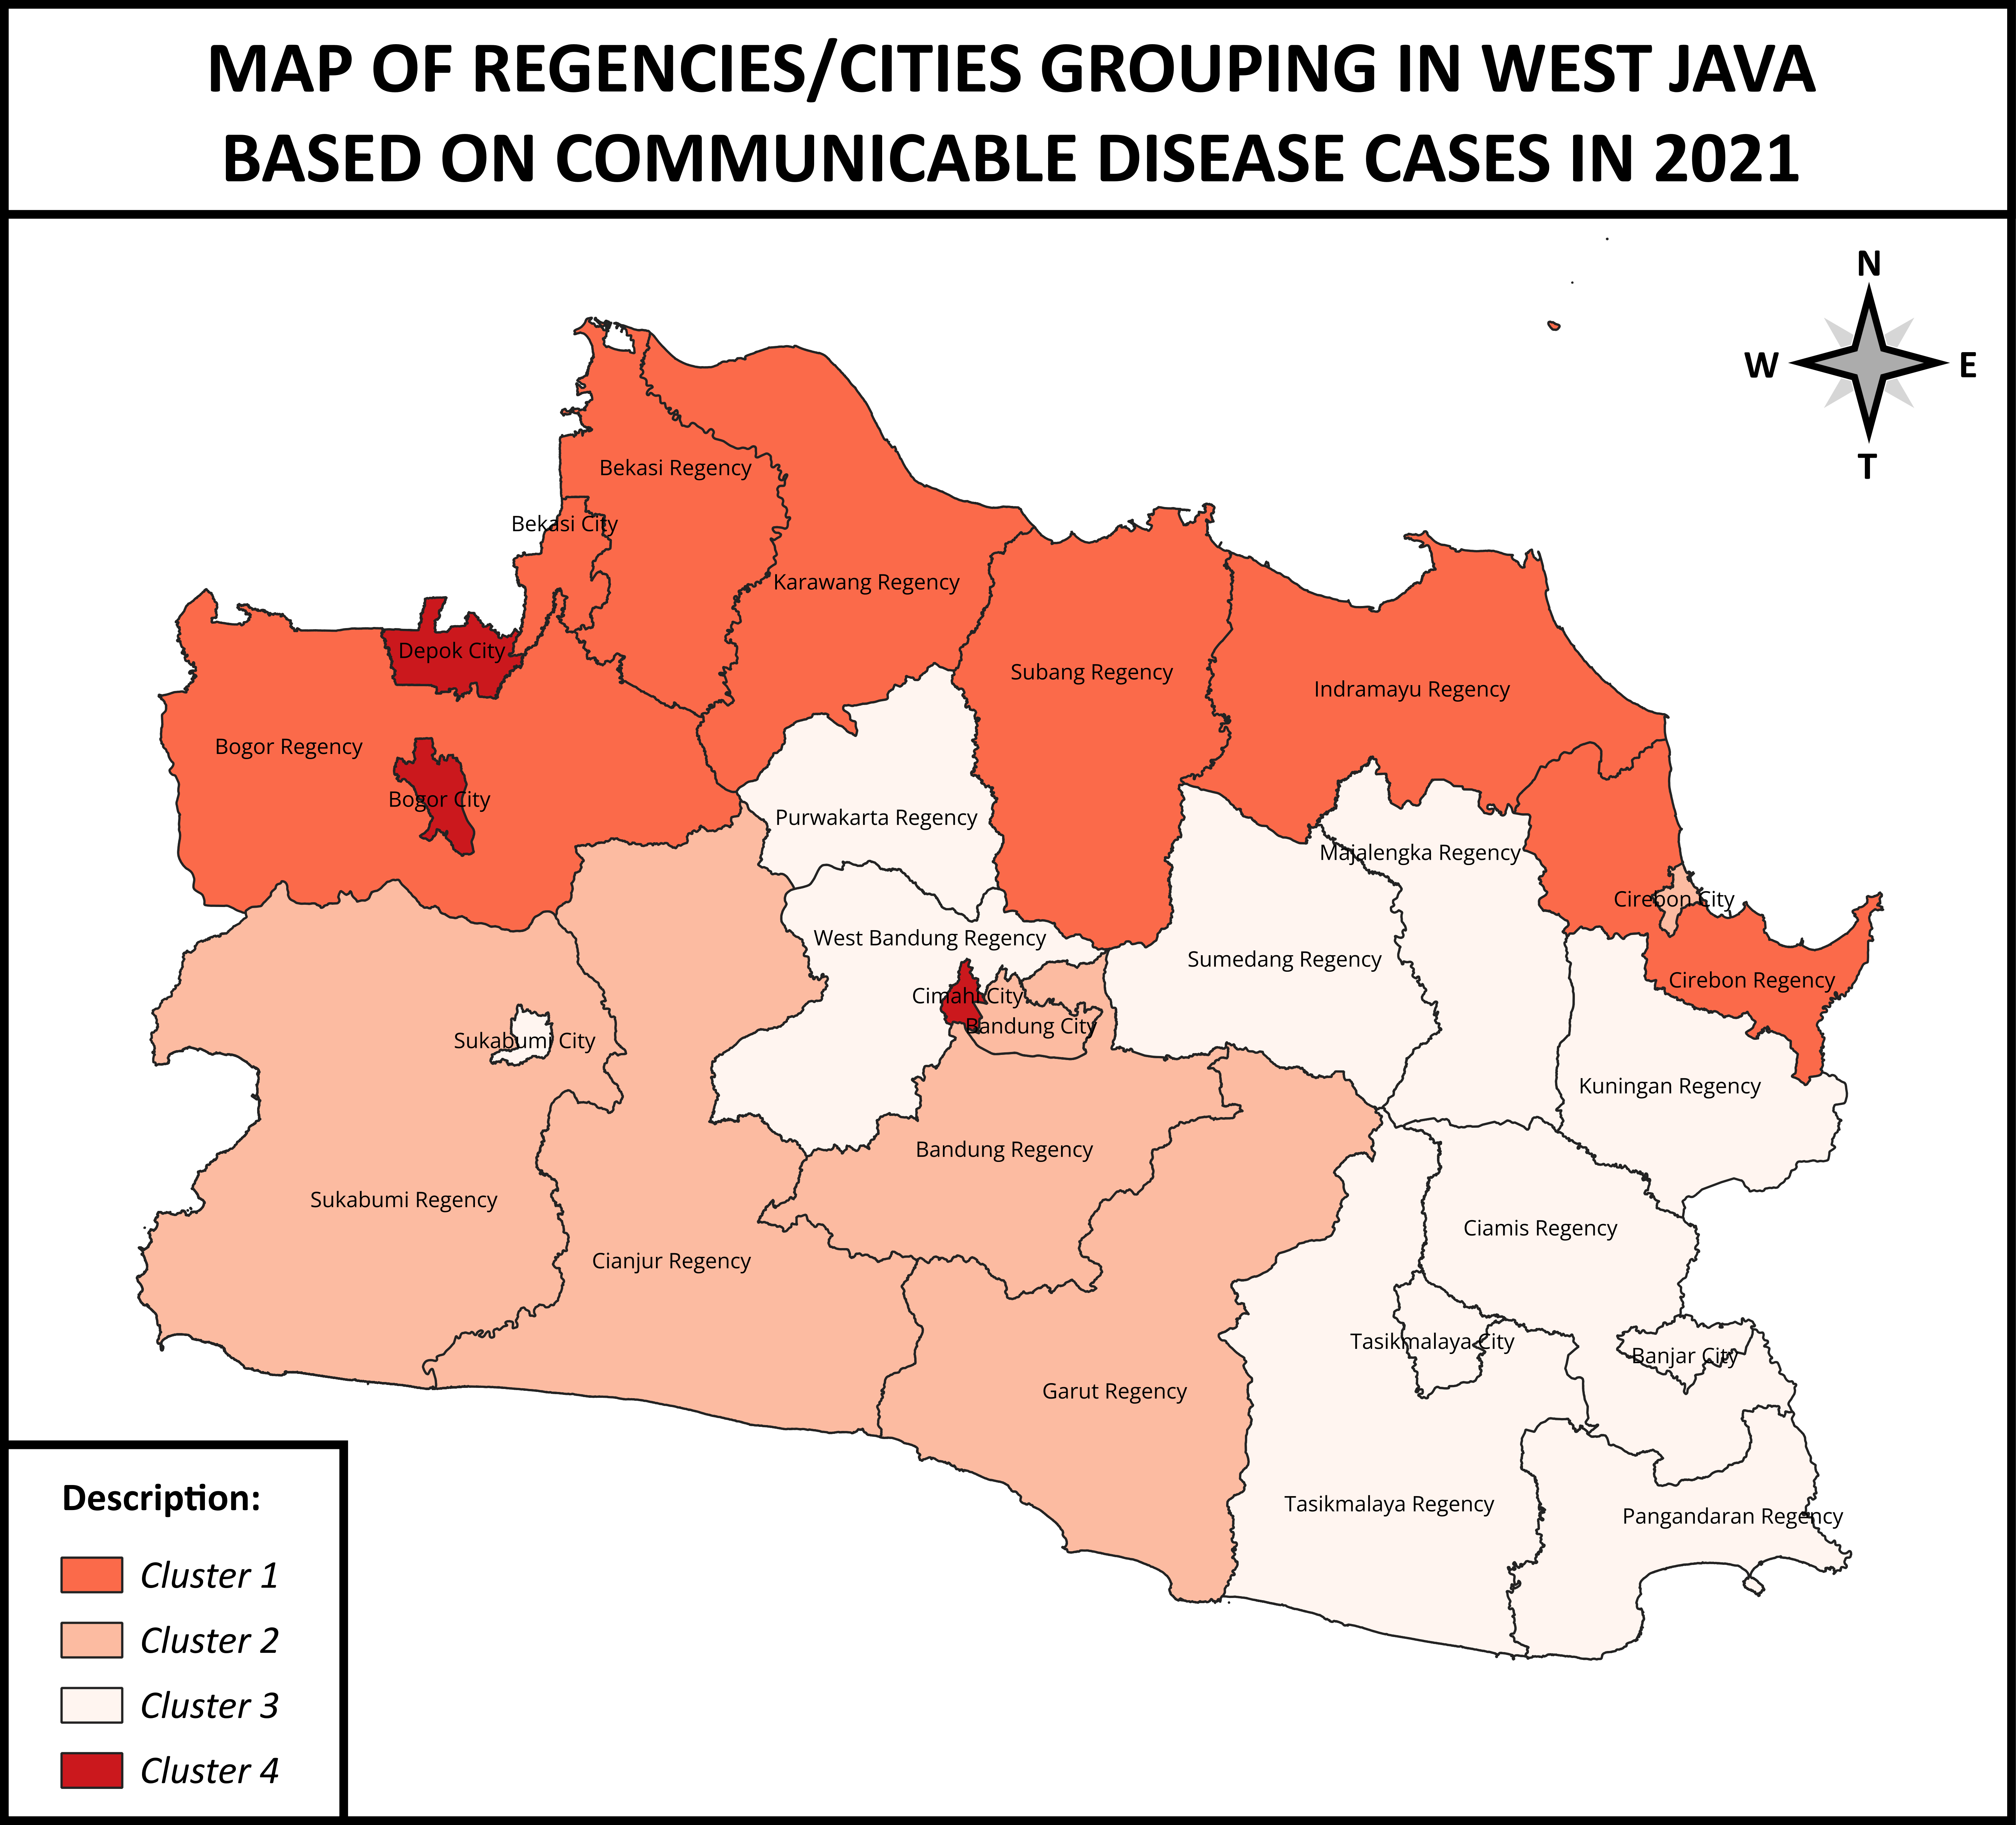 MAP OF REGENCIES/CITIES GROUPING IN WEST JAVA
BASED ON COMMUNICABLE DISEASE CASES IN 2021
N
W
E
T
Bekasi Regency
Bekasi City
Karawang Regency
Depok City
Subang Regency
Indramayu Regency
Bogor Regency
Bogor City
Purwakarta Regency
Majalengka Regency
Cirebon City
West Bandung Regency
Sumedang Regency
Cirebon Regency
Cimahi City
Bandung City
Sukabumi City
Kuningan Regency
Bandung Regency
Sukabumi Regency
Ciamis Regency
Cianjur Regency
Tasikmalaya City
Banjar City
Garut Regency
Tasikmalaya Regency
Pangandaran Regency
Description:
Cluster 1
Cluster 2
Cluster 3
Cluster 4